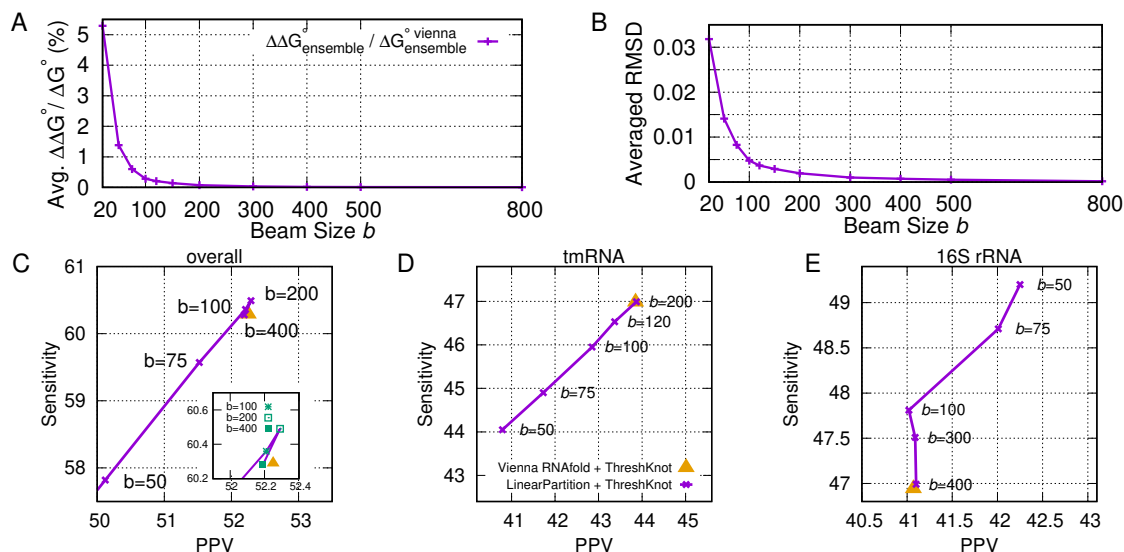 A
Avg. ΔΔG°/ ΔG° (%)
5
4
3
2
1
0
ΔΔG°ensemble / ΔG° vienna ensemble
20 100 200 300 400 500 800
Beam Size b
B
Averaged RMSD
0.03
0.02
0.01
0
20 100 200 300 400 500 800
Beam Size b
C
overall
Sensitivity
61
60
59
58
b=200
b=100
b=400
b=75
b=50
60.6
60.4
60.2
b=100
b=200
b=400
52 52.2 52.4
50 51 52 53
PPV
D
tmRNA
Sensitivity
47
46
45
44
43
b=200
b=120
b=100
b=75
b=50
Vienna RNAfold + ThreshKnot
LinearPartition + ThreshKnot
41 42 43 44 45
PPV
E
16S rRNA
Sensitivity
49
48.5
48
47.5
47
b=50
b=75
b=100
b=300
b=400
40.5 41 41.5 42 42.5 43
PPV